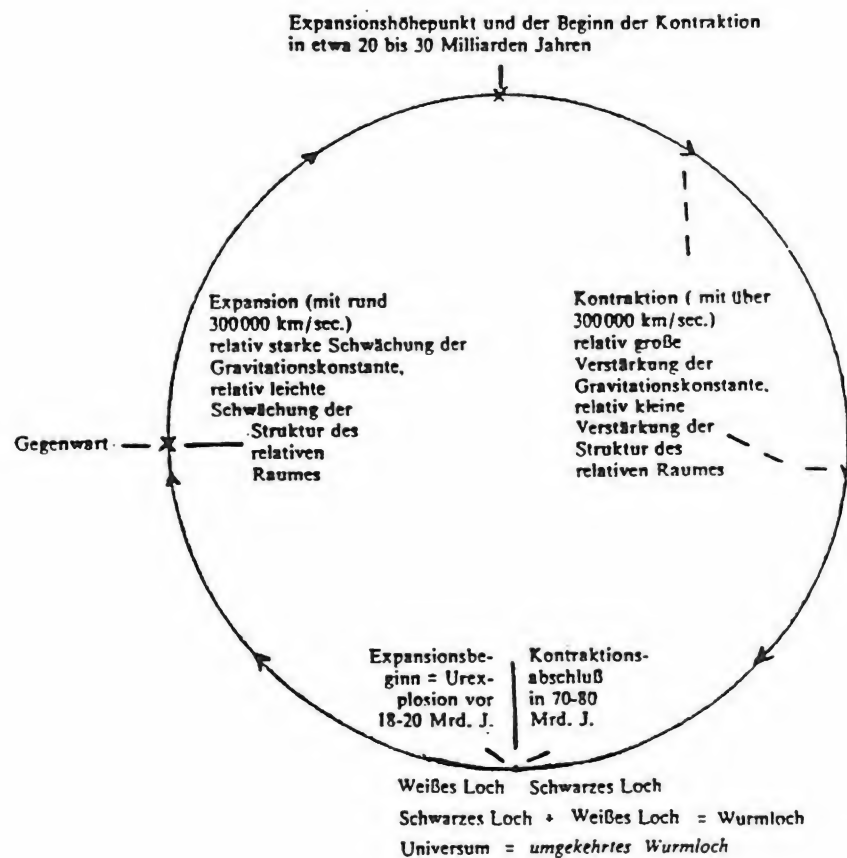 Expansionshöhepunkt und der Beginn der Kontraktion
in etwa 20 bis 30 Milliarden Jahren
Expansion (mit rund
300000 km/sec.)
relativ starke Schwächung der
Gravitationskonstante,
relativ leichte
Schwächung der
Struktur des
relativen
Raumes
Kontraktion ( mit über
300000 km/sec.)
relativ große
Verstärkung der
Gravitationskonstante,
relativ kleine
Verstärkung der
Struktur des
relativen Raumes
Gegenwart
Expansionsbe-
ginn = Urex-
plosion vor
18-20 Mrd. J.
Kontraktions-
abschluß
in 70-80
Mrd. J.
Weißes Loch Schwarzes Loch
Schwarzes Loch + Weißes Loch = Wurmloch
Universum = umgekehrtes Wurmloch